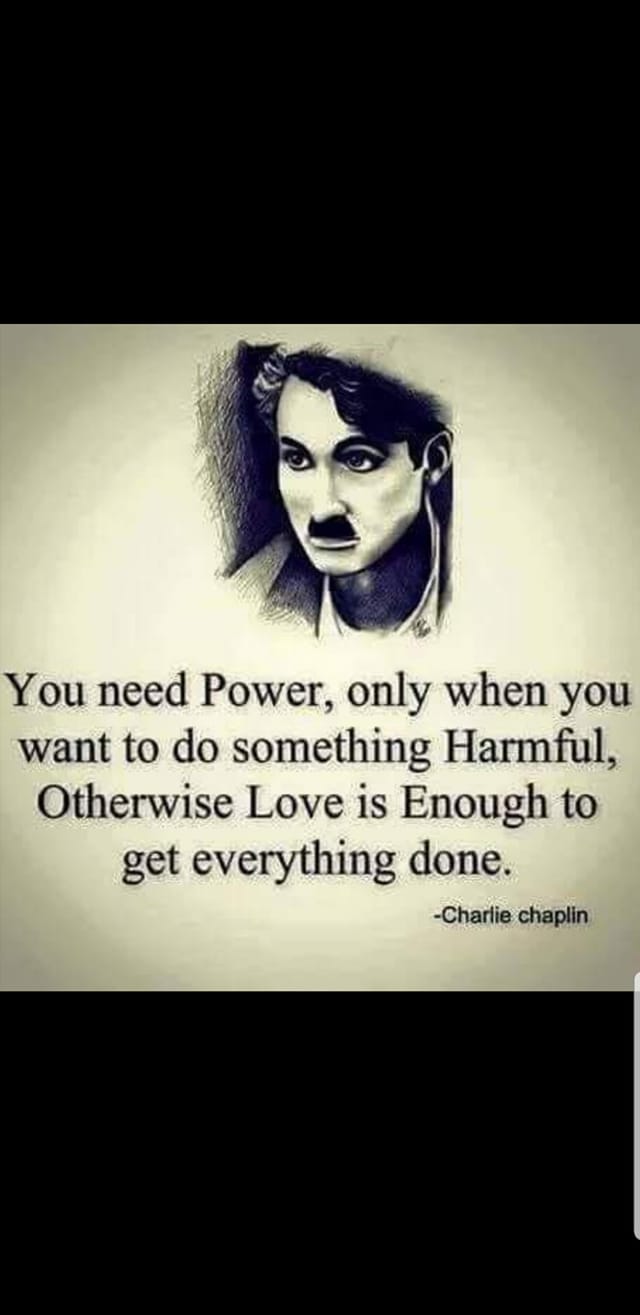 You need Power, only when you
want to do something Harmful,
Otherwise Love is Enough to
get everything done.
-Charlie chaplin